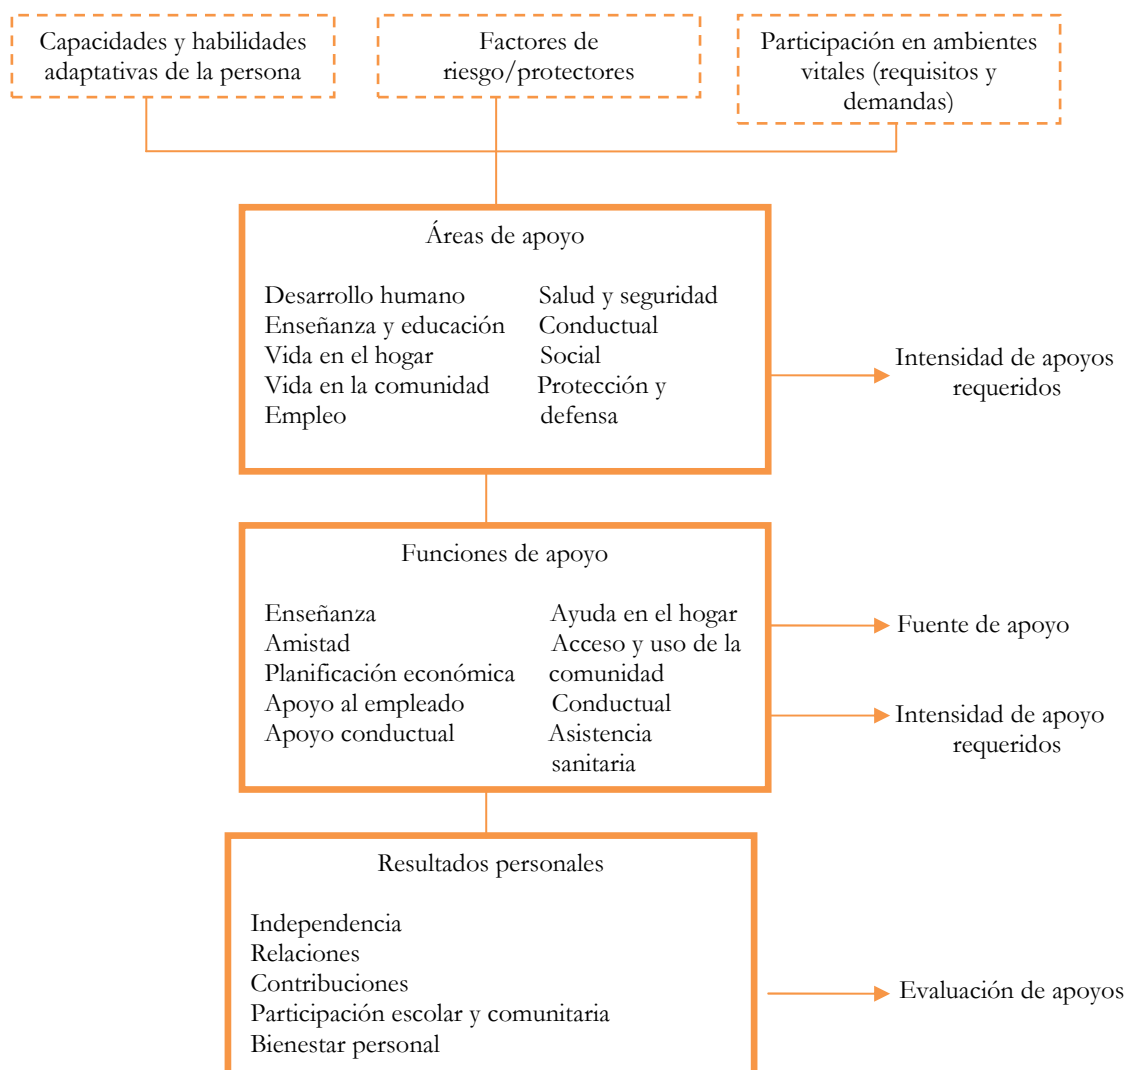 Capacidades y habilidades
adaptativas de la persona
Factores de
riesgo/protectores
Participación en ambientes
vitales (requisitos y
demandas)
Áreas de apoyo
Desarrollo humano
Enseñanza y educación
Vida en el hogar
Vida en la comunidad
Empleo
Salud y seguridad
Conductual
Social
Protección y
defensa
Intensidad de apoyos
requeridos
Funciones de apoyo
Enseñanza
Amistad
Planificación económica
Apoyo al empleado
Apoyo conductual
Ayuda en el hogar
Acceso y uso de la
comunidad
Conductual
Asistencia
sanitaria
Fuente de apoyo
Intensidad de apoyo
requeridos
Resultados personales
Independencia
Relaciones
Contribuciones
Participación escolar y comunitaria
Bienestar personal
Evaluación de apoyos